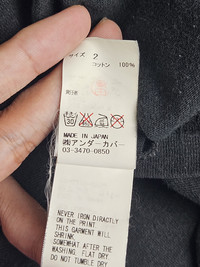 サイズ 2
コットン 100%
MADE IN JAPAN
㈱アンダーカバー
03-3470-0850
NEVER IRON DIRECTLY
ON THE PRINT
THIS GARMENT WILL
SHRINK
SOMEWHAT AFTER THE
WASHING, FLAT DRY
DO NOT TUMBLE DRY